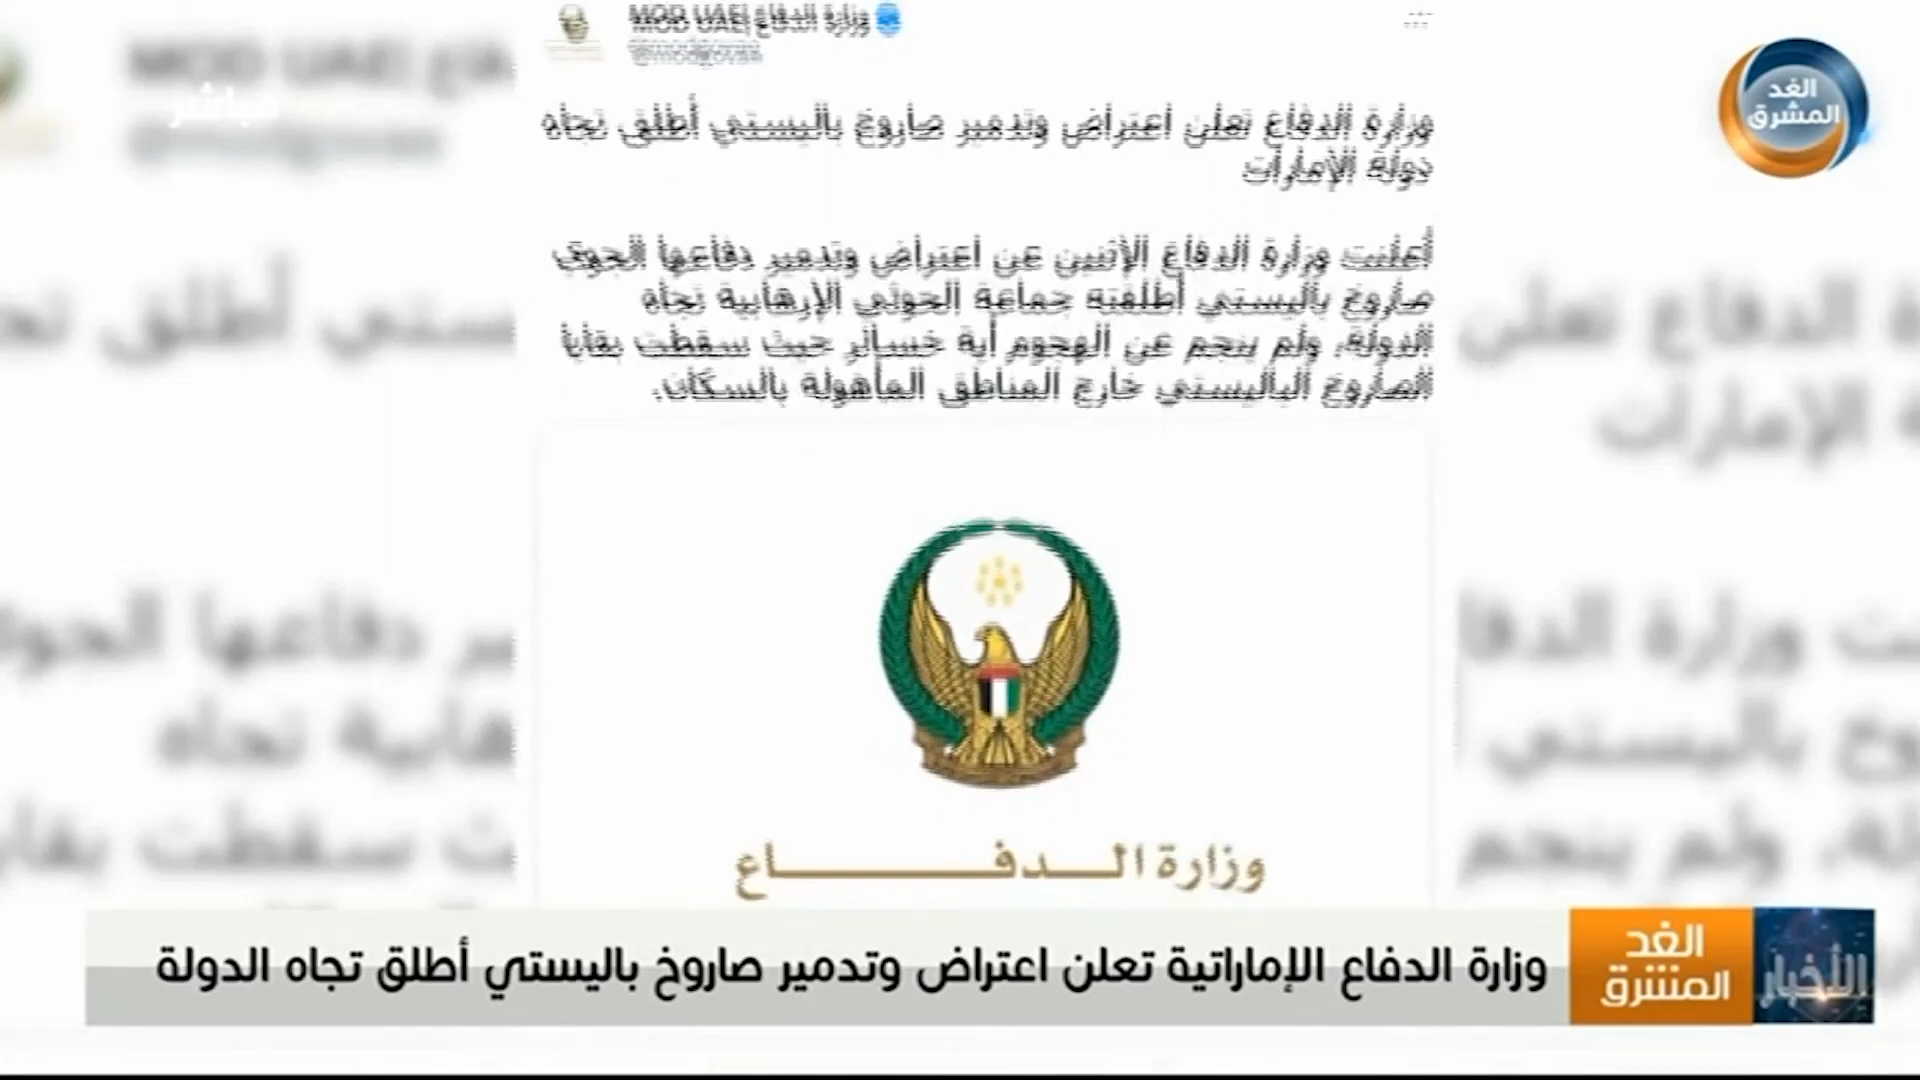 MOD UAE| وزارة الدفاع
@modgovae
وزارة الدفاع تعلن اعتراض وتدمير صاروخ باليستي أطلق تجاه
دولة الإمارات
أعلنت وزارة الدفاع الإثنين عن اعتراض وتدمير دفاعها الجوي
صاروخ باليستي أطلقته جماعة الحوثي الإرهابية تجاه
الدولة، ولم ينجم عن الهجوم أية خسائر حيث سقطت بقايا
الصاروخ الباليستي خارج المناطق المأهولة بالسكان.
وزارة الدفاع
مباشر
الغد
المشرق
وزارة الدفاع الإماراتية تعلن اعتراض وتدمير صاروخ باليستي أطلق تجاه الدولة
الغد
المشرق
الأخبار